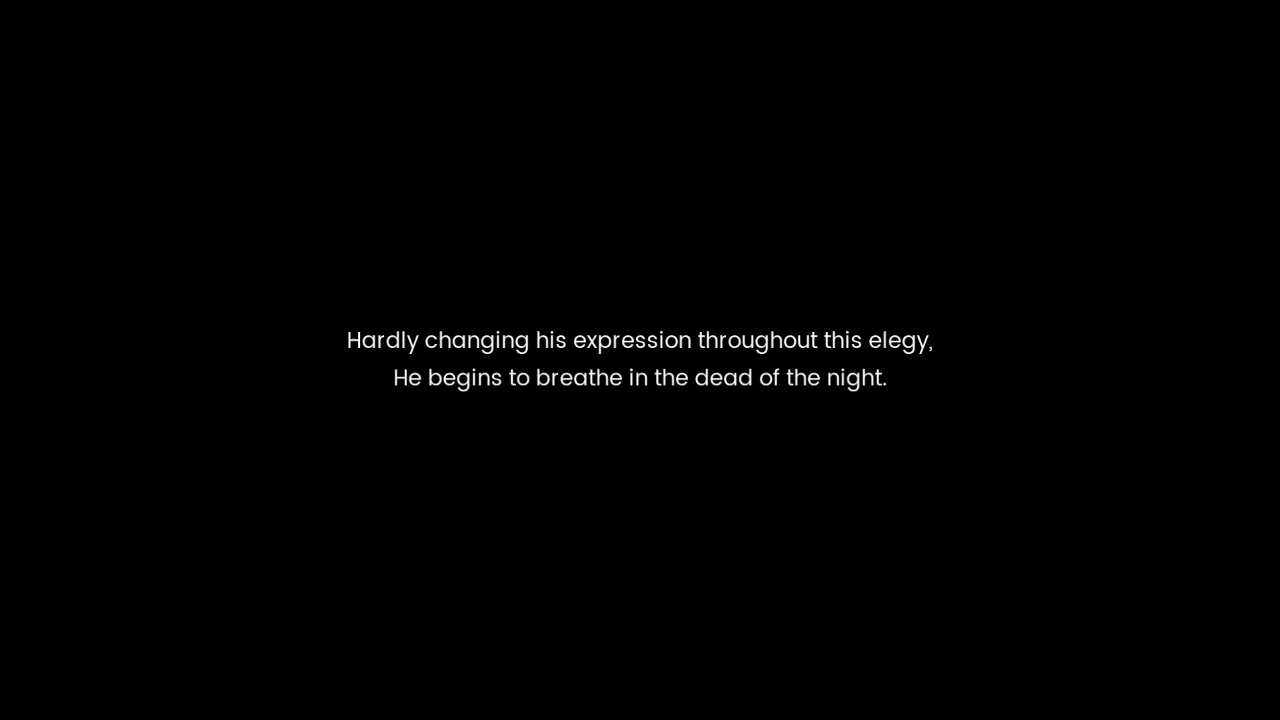 Hardly changing his expression throughout this elegy,
He begins to breathe in the dead of the night.